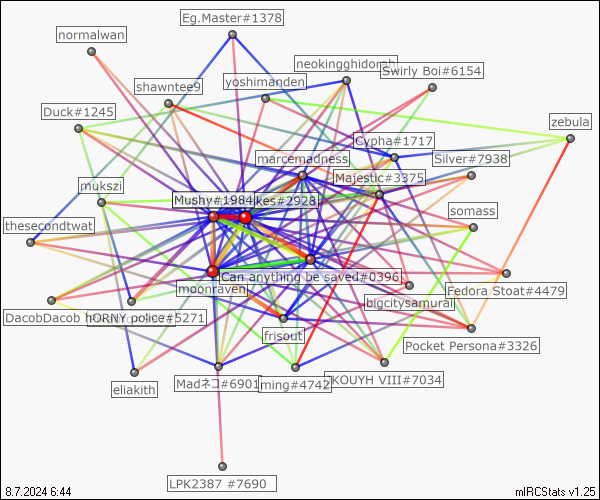 Eg.Master#1378
normalwan
neokingghidorah
Swirly Boi#6154
shawntee9
yoshimanden
Duck#1245
zebula
Cypha#1717
marcemadness
Silver#7938
Majestic#3375
mukszi
Mushy#1984
kes#2928
somass
thesecondtwat
Can anything be saved#0396
moonraven
Fedora Stoat#4479
bigcitysamurai
DacobDacob
HORNY police#5271
frisout
Pocket Persona#3326
eliakith
Madネコ#6901
ming#4742
KOUYH VIII#7034
LPK2387 #7690
8.7.2024 6:44
mIRCStats v1.25